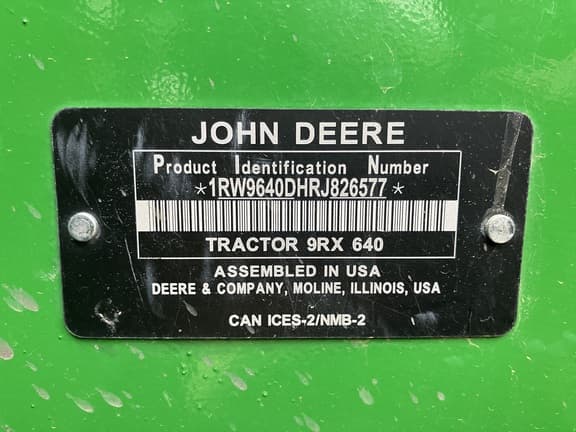 JOHN DEERE
Product Identification Number
*1RW9640DHRJ826577*
TRACTOR 9RX 640
ASSEMBLED IN USA
DEERE & COMPANY, MOLINE, ILLINOIS, USA
CAN ICES-2/NMB-2